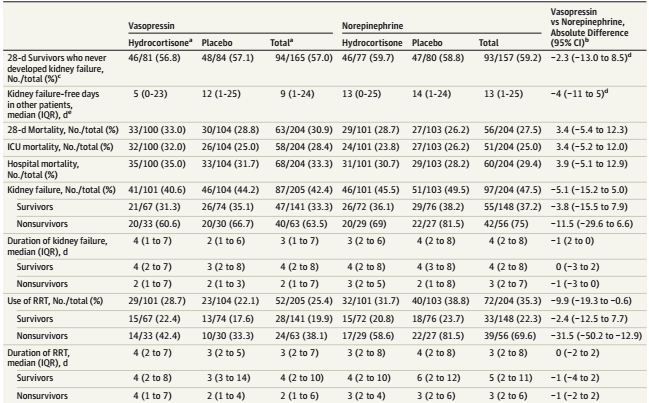 Vasopressin Norepinephrine Vasopressin vs Norepinephrine, Absolute Difference (95% CI)b
Hydrocortisonea Placebo Totala Hydrocortisone Placebo Total
28-d Survivors who never developed kidney failure, No./total (%)c 46/81 (56.8) 48/84 (57.1) 94/165 (57.0) 46/77 (59.7) 47/80 (58.8) 93/157 (59.2) −2.3 (−13.0 to 8.5)d
Kidney failure-free days in other patients, median (IQR), de 5 (0-23) 12 (1-25) 9 (1-24) 13 (0-25) 14 (1-24) 13 (1-25) −4 (−11 to 5)d
28-d Mortality, No./total (%) 33/100 (33.0) 30/104 (28.8) 63/204 (30.9) 29/101 (28.7) 27/103 (26.2) 56/204 (27.5) 3.4 (−5.4 to 12.3)
ICU mortality, No./total (%) 32/100 (32.0) 26/104 (25.0) 58/204 (28.4) 24/101 (23.8) 27/103 (26.2) 51/204 (25.0) 3.4 (−5.2 to 12.0)
Hospital mortality, No./total (%) 35/100 (35.0) 33/104 (31.7) 68/204 (33.3) 31/101 (30.7) 29/103 (28.2) 60/204 (29.4) 3.9 (−5.1 to 12.9)
Kidney failure, No./total (%) 41/101 (40.6) 46/104 (44.2) 87/205 (42.4) 46/101 (45.5) 51/103 (49.5) 97/204 (47.5) −5.1 (−15.2 to 5.0)
Survivors 21/67 (31.3) 26/74 (35.1) 47/141 (33.3) 26/72 (36.1) 29/76 (38.2) 55/148 (37.2) −3.8 (−15.5 to 7.9)
Nonsurvivors 20/33 (60.6) 20/30 (66.7) 40/63 (63.5) 20/29 (69) 22/27 (81.5) 42/56 (75) −11.5 (−29.6 to 6.6)
Duration of kidney failure, median (IQR), d 4 (1 to 7) 2 (1 to 6) 3 (1 to 7) 3 (2 to 6) 4 (2 to 8) 4 (2 to 8) −1 (2 to 0)
Survivors 4 (2 to 7) 3 (2 to 8) 4 (2 to 8) 4 (2 to 8) 4 (3 to 8) 4 (2 to 8) 0 (−3 to 2)
Nonsurvivors 2 (1 to 7) 2 (1 to 3) 2 (1 to 7) 3 (2 to 5) 2 (1 to 8) 3 (2 to 7) −1 (−3 to 0)
Use of RRT, No./total (%) 29/101 (28.7) 23/104 (22.1) 52/205 (25.4) 32/101 (31.7) 40/103 (38.8) 72/204 (35.3) −9.9 (−19.3 to −0.6)
Survivors 15/67 (22.4) 13/74 (17.6) 28/141 (19.9) 15/72 (20.8) 18/76 (23.7) 33/148 (22.3) −2.4 (−12.5 to 7.7)
Nonsurvivors 14/33 (42.4) 10/30 (33.3) 24/63 (38.1) 17/29 (58.6) 22/27 (81.5) 39/56 (69.6) −31.5 (−50.2 to −12.9)
Duration of RRT, median (IQR), d 4 (2 to 7) 3 (2 to 5) 3 (2 to 7) 3 (2 to 8) 4 (2 to 8) 3 (2 to 8) 0 (−2 to 2)
Survivors 4 (2 to 8) 3 (3 to 14) 4 (2 to 10) 4 (2 to 10) 6 (2 to 12) 5 (2 to 11) −1 (−4 to 2)
Nonsurvivors 4 (1 to 7) 2 (1 to 4) 2 (1 to 6) 3 (2 to 4) 3 (2 to 6) 3 (2 to 6) −1 (−2 to 2)